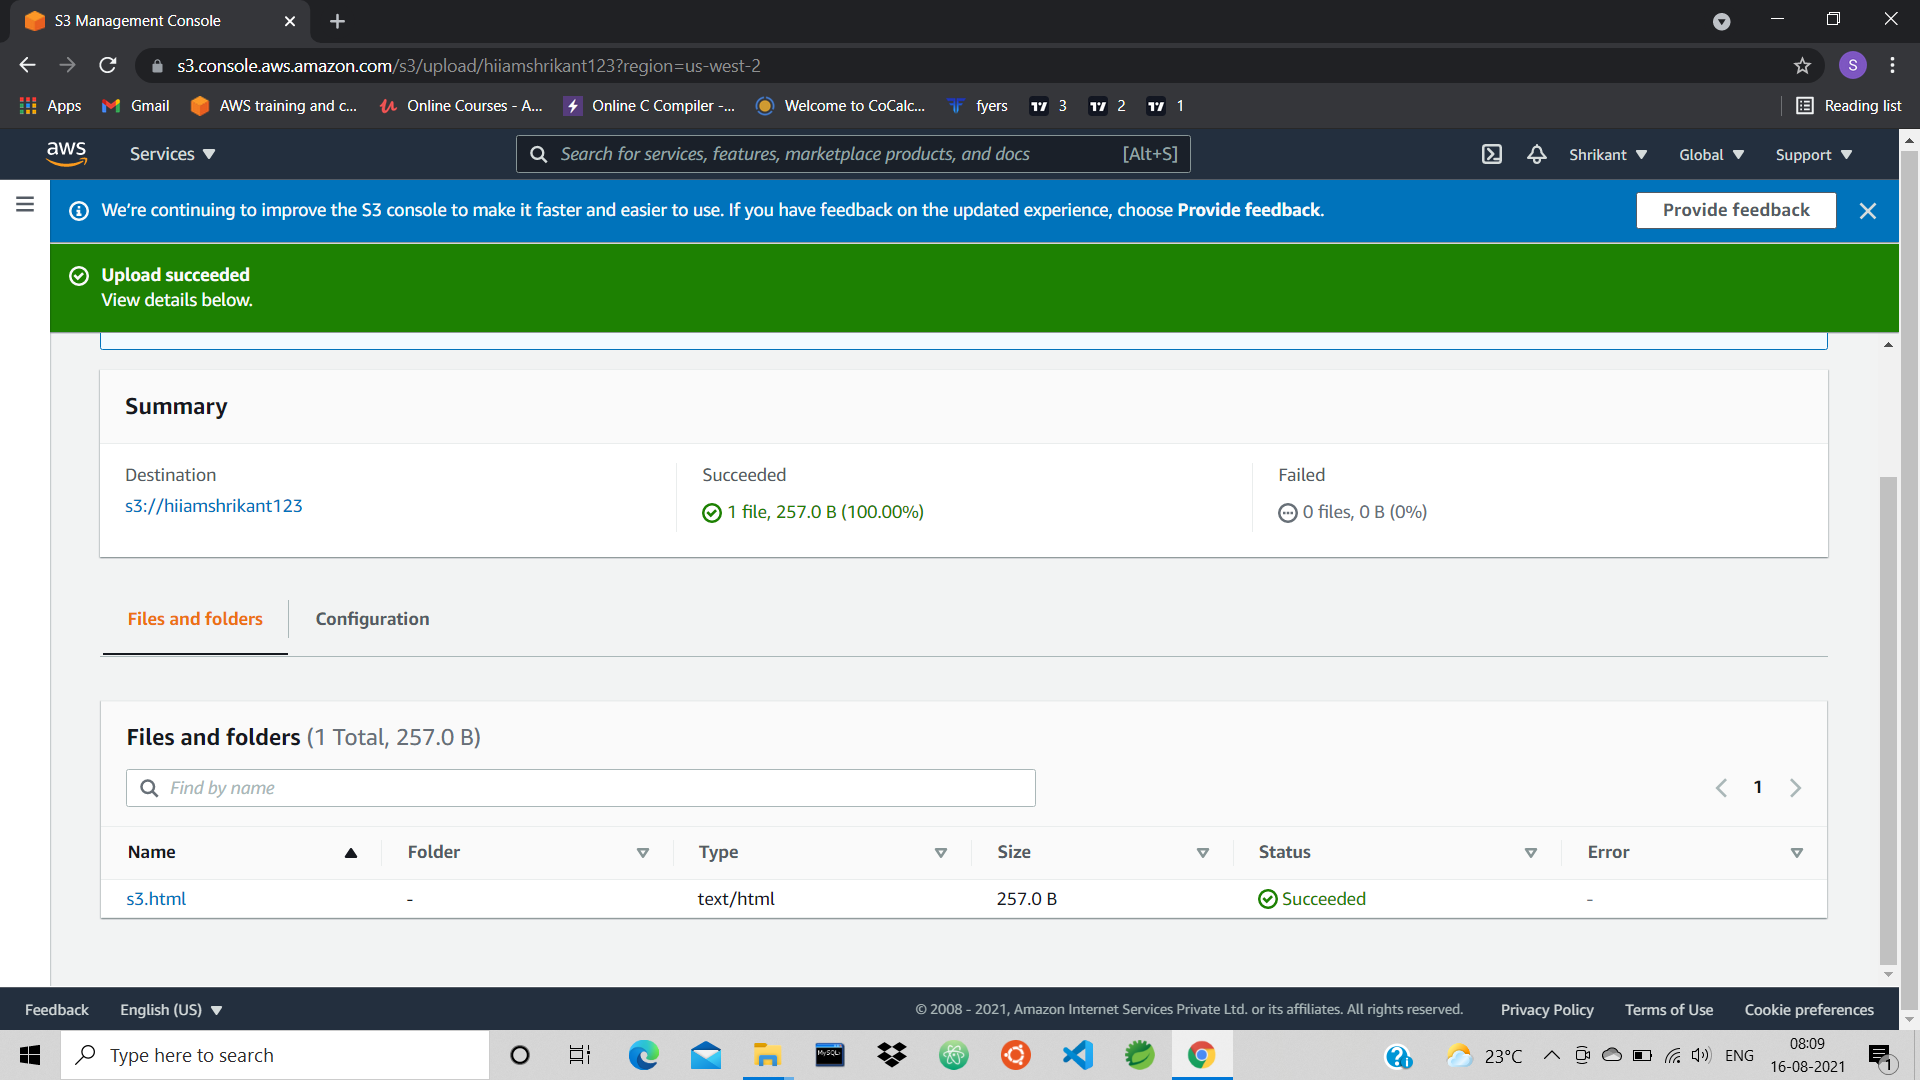 S3 Management Console
s3.console.aws.amazon.com/s3/upload/hiiamshrikant123?region=us-west-2
S
Apps
Gmail
AWS training and c...
Online Courses - A...
Online C Compiler -...
Welcome to CoCalc...
fyers
3
2
1
Reading list
aws
Services
Search for services, features, marketplace products, and docs
[Alt+S]
Shrikant
Global
Support
We're continuing to improve the S3 console to make it faster and easier to use. If you have feedback on the updated experience, choose Provide feedback.
Provide feedback
Upload succeeded
View details below.
Summary
Destination
s3://hiiamshrikant123
Succeeded
1 file, 257.0 B (100.00%)
Failed
0 files, 0 B (0%)
Files and folders
Configuration
Files and folders (1 Total, 257.0 B)
Find by name
1
Name
Folder
Type
Size
Status
Error
s3.html
-
text/html
257.0 B
Succeeded
-
Feedback
English (US)
© 2008 - 2021, Amazon Internet Services Private Ltd. or its affiliates. All rights reserved.
Privacy Policy
Terms of Use
Cookie preferences
Type here to search
MySQL
23°C
ENG
08:09
16-08-2021
1